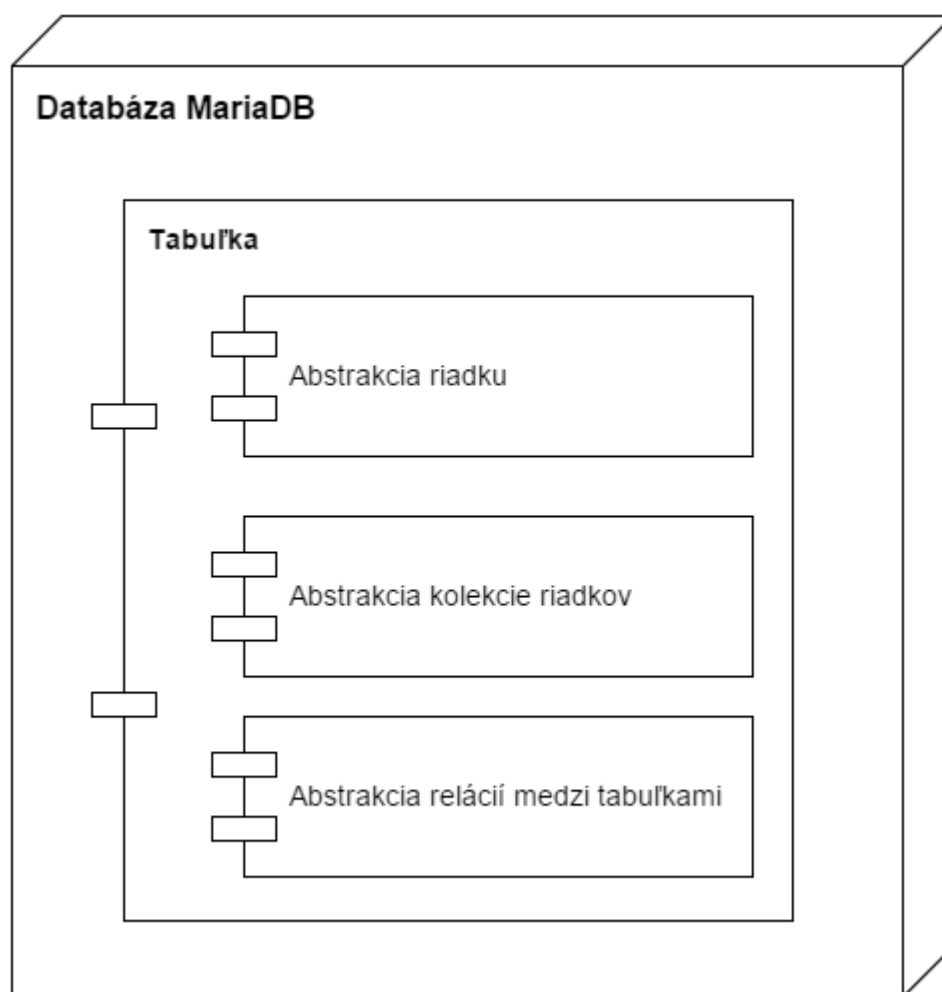 Databáza MariaDB
Tabuľka
Abstrakcia riadku
Abstrakcia kolekcie riadkov
Abstrakcia relácií medzi tabuľkami